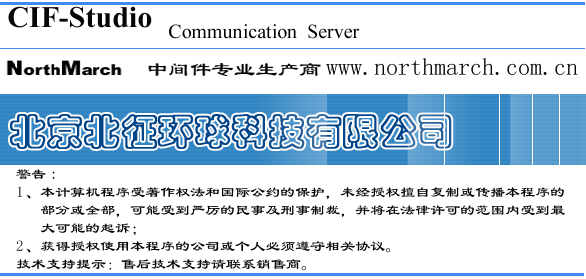 CIF-Studio
Communication Server
NorthMarch 中间件专业生产商 www.northmarch.com.cn
北京北征环球科技有限公司
警告：
1、本计算机程序受著作权法和国际公约的保护，未经授权擅自复制或传播本程序的
部分或全部，可能受到严厉的民事及刑事制裁，并将在法律许可的范围内受到最
大可能的起诉；
2、获得授权使用本程序的公司或个人必须遵守相关协议。
技术支持提示：售后技术支持请联系销售商。